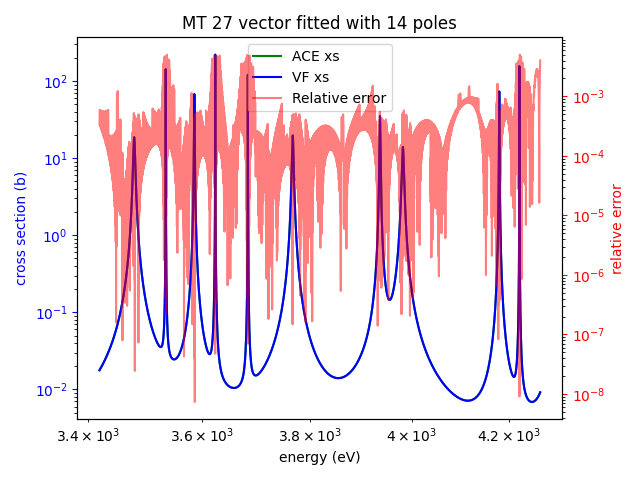 MT 27 vector fitted with 14 poles
ACE xs
VF xs
Relative error
cross section (b)
10²
10¹
10⁰
10⁻¹
10⁻²
relative error
10⁻³
10⁻⁴
10⁻⁵
10⁻⁶
10⁻⁷
10⁻⁸
3.4 × 10³ 3.6 × 10³ 3.8 × 10³ 4 × 10³ 4.2 × 10³
energy (eV)